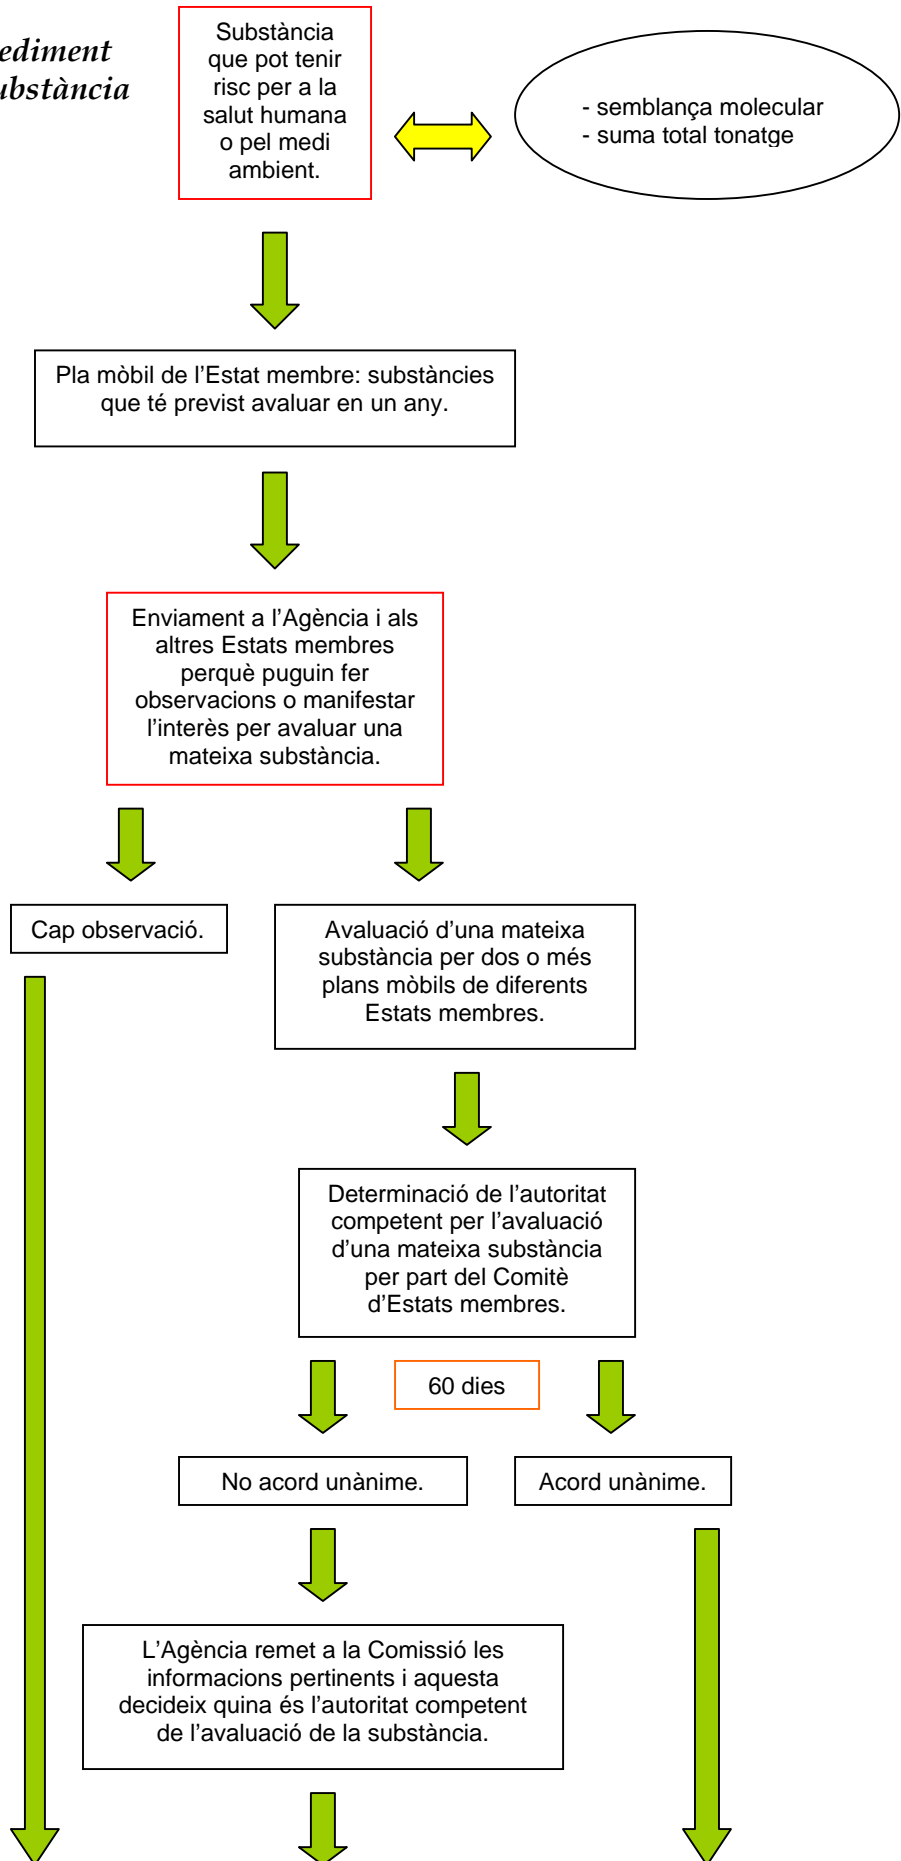 ediment
ubstància
Substància
que pot tenir
risc per a la
salut humana
o pel medi
ambient.
- semblança molecular
- suma total tonatge
Pla mòbil de l’Estat membre: substàncies
que té previst avaluar en un any.
Enviament a l’Agència i als
altres Estats membres
perquè puguin fer
observacions o manifestar
l’interès per avaluar una
mateixa substància.
Cap observació.
Avaluació d’una mateixa
substància per dos o més
plans mòbils de diferents
Estats membres.
Determinació de l’autoritat
competent per l’avaluació
d’una mateixa substància
per part del Comitè
d’Estats membres.
60 dies
No acord unànime.
Acord unànime.
L’Agència remet a la Comissió les
informacions pertinents i aquesta
decideix quina és l’autoritat competent
de l’avaluació de la substància.